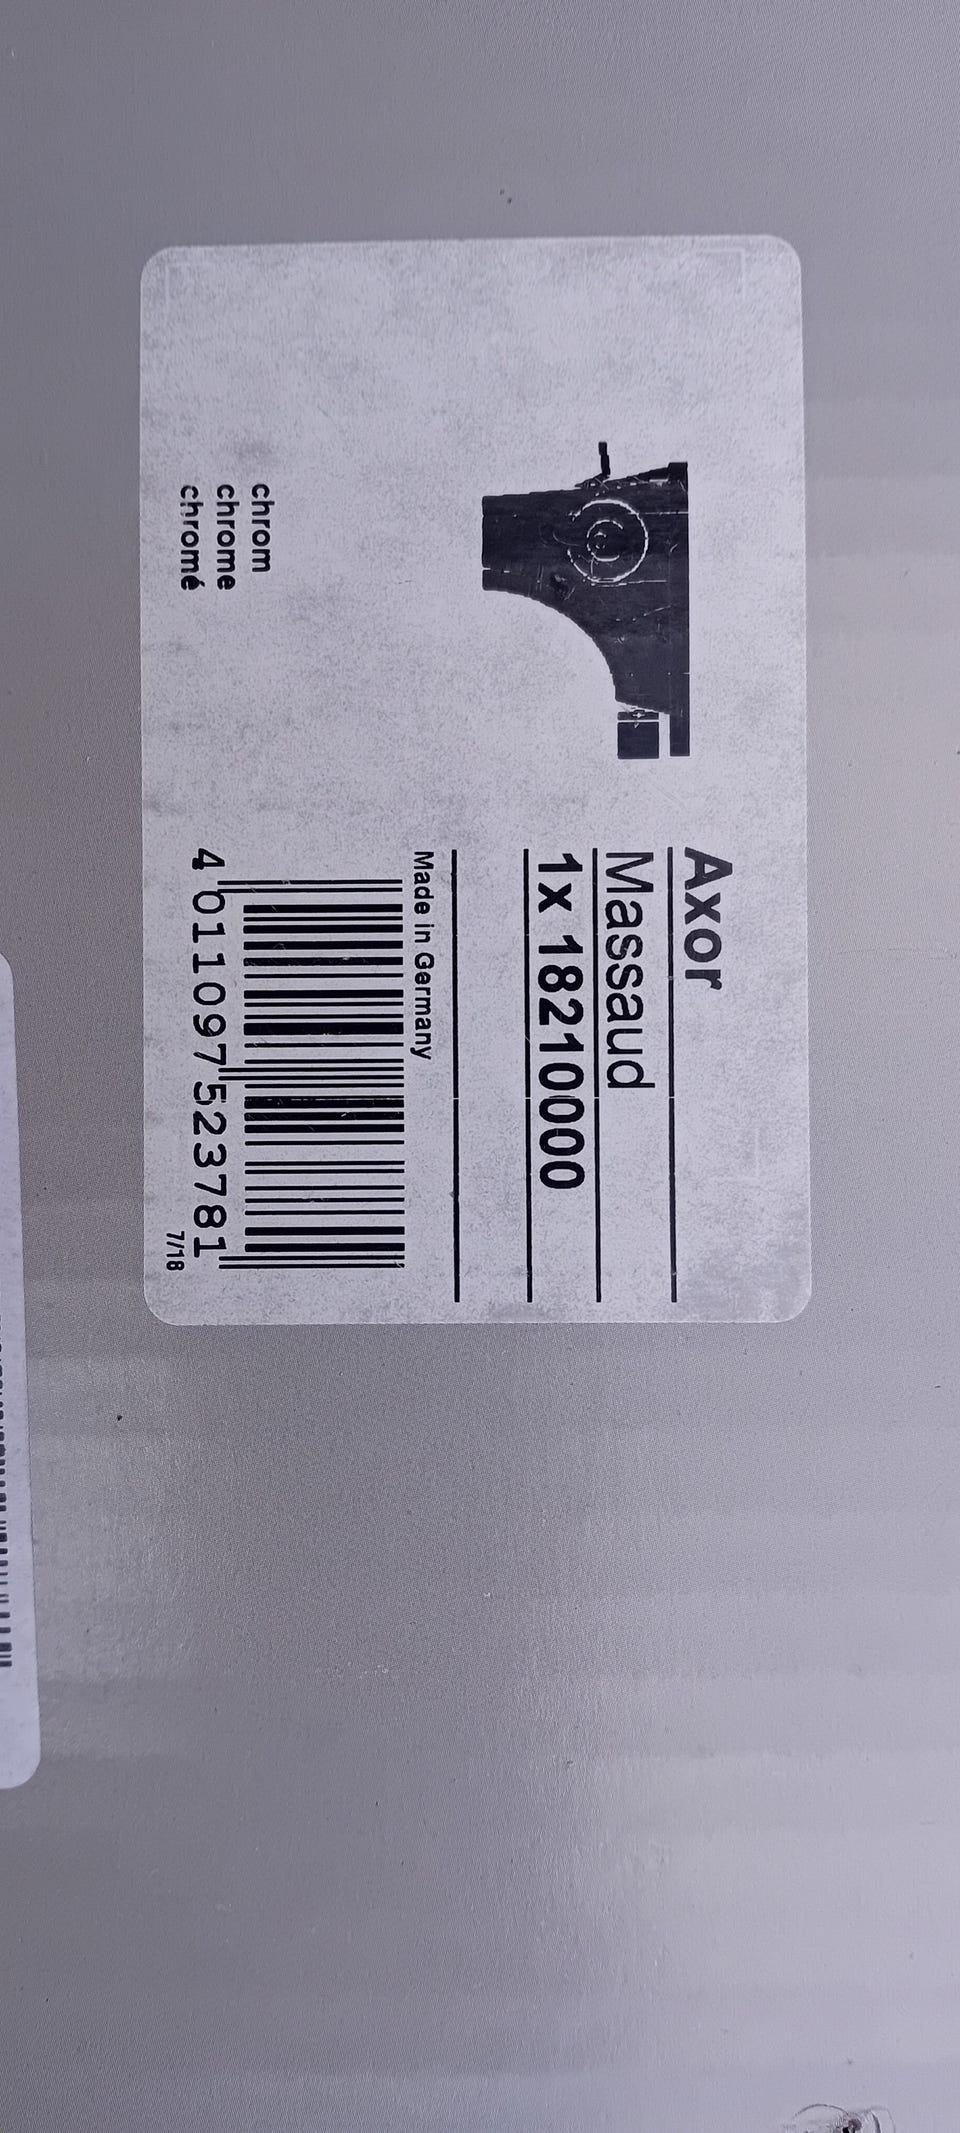 Axor
Massaud
1x 18210000
Made in Germany
4 011097 523781
7/18
chrom
chrome
chromé